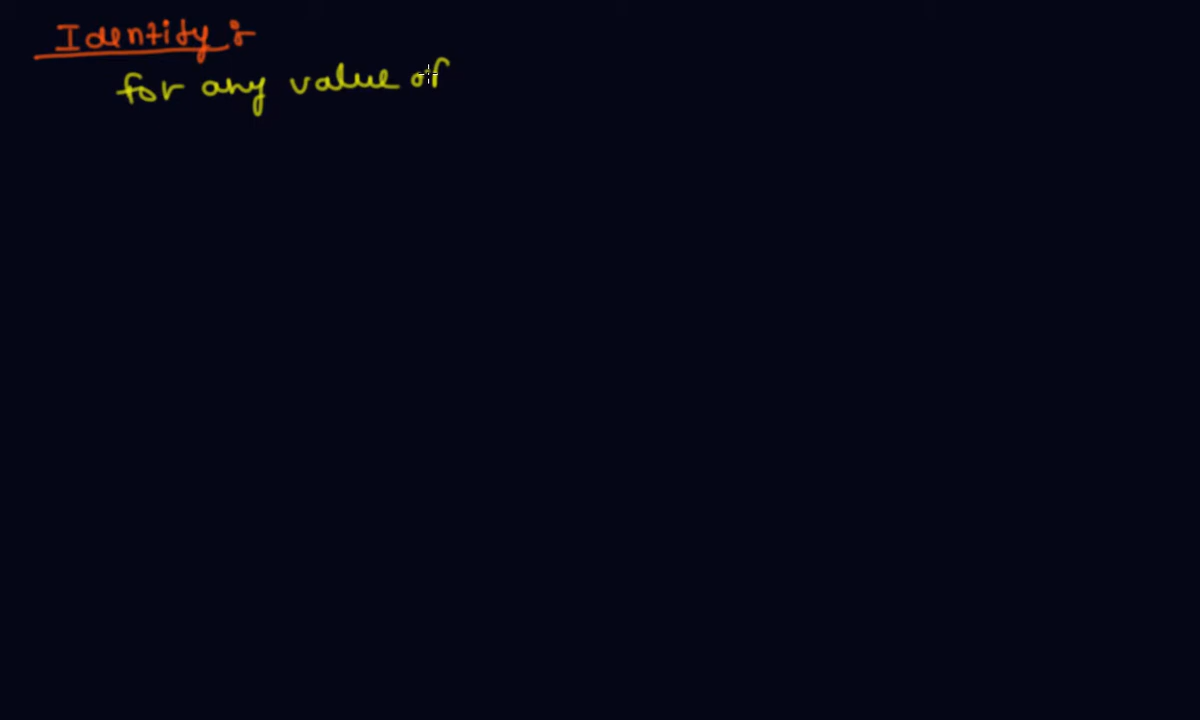 Identity :-
for any value of